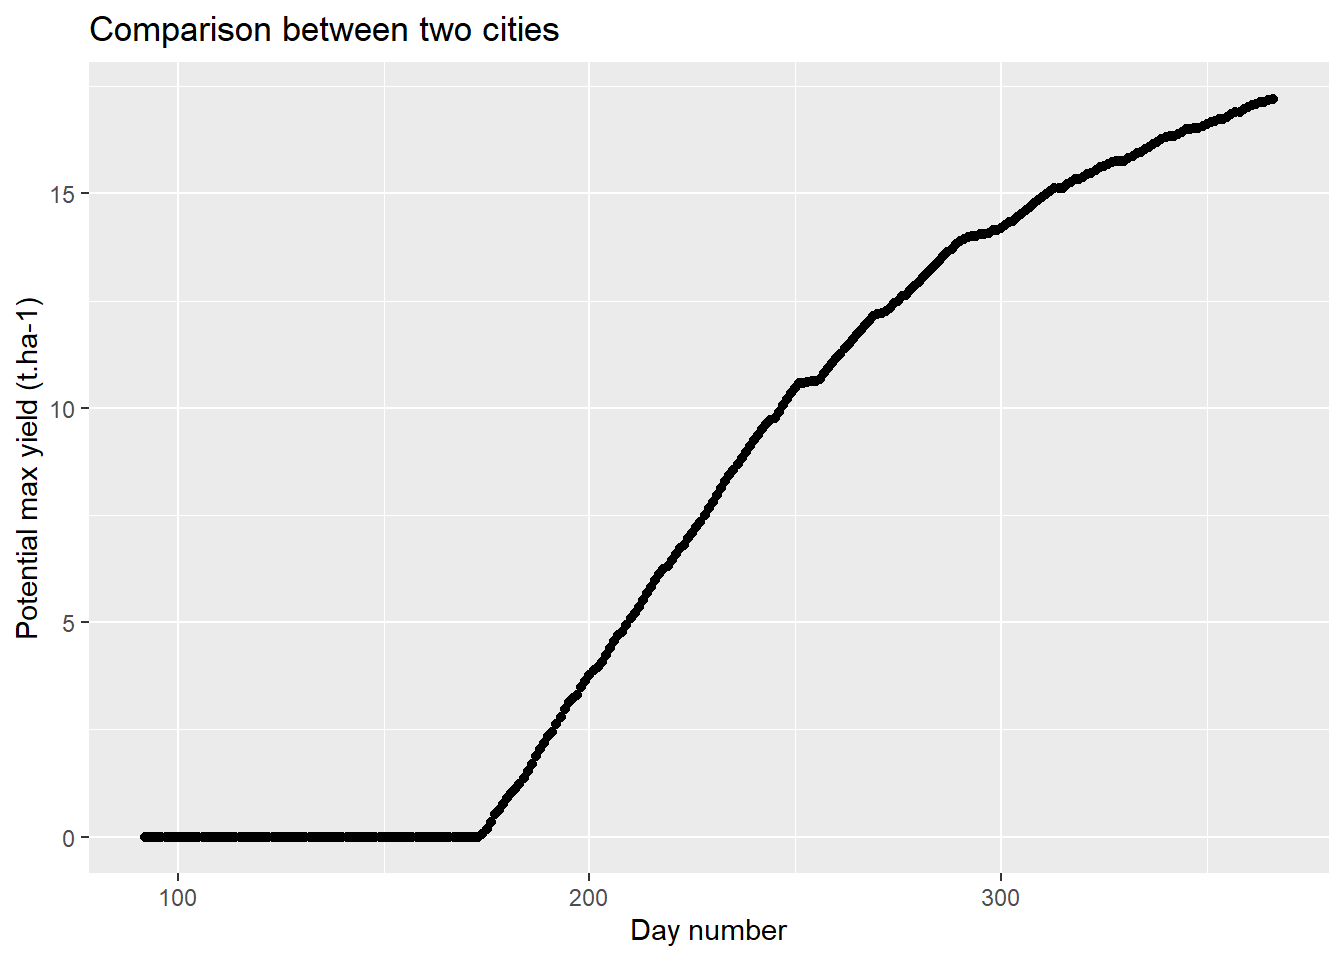 Comparison between two cities
15
10
5
0
100
200
300
Day number
Potential max yield (t.ha-1)